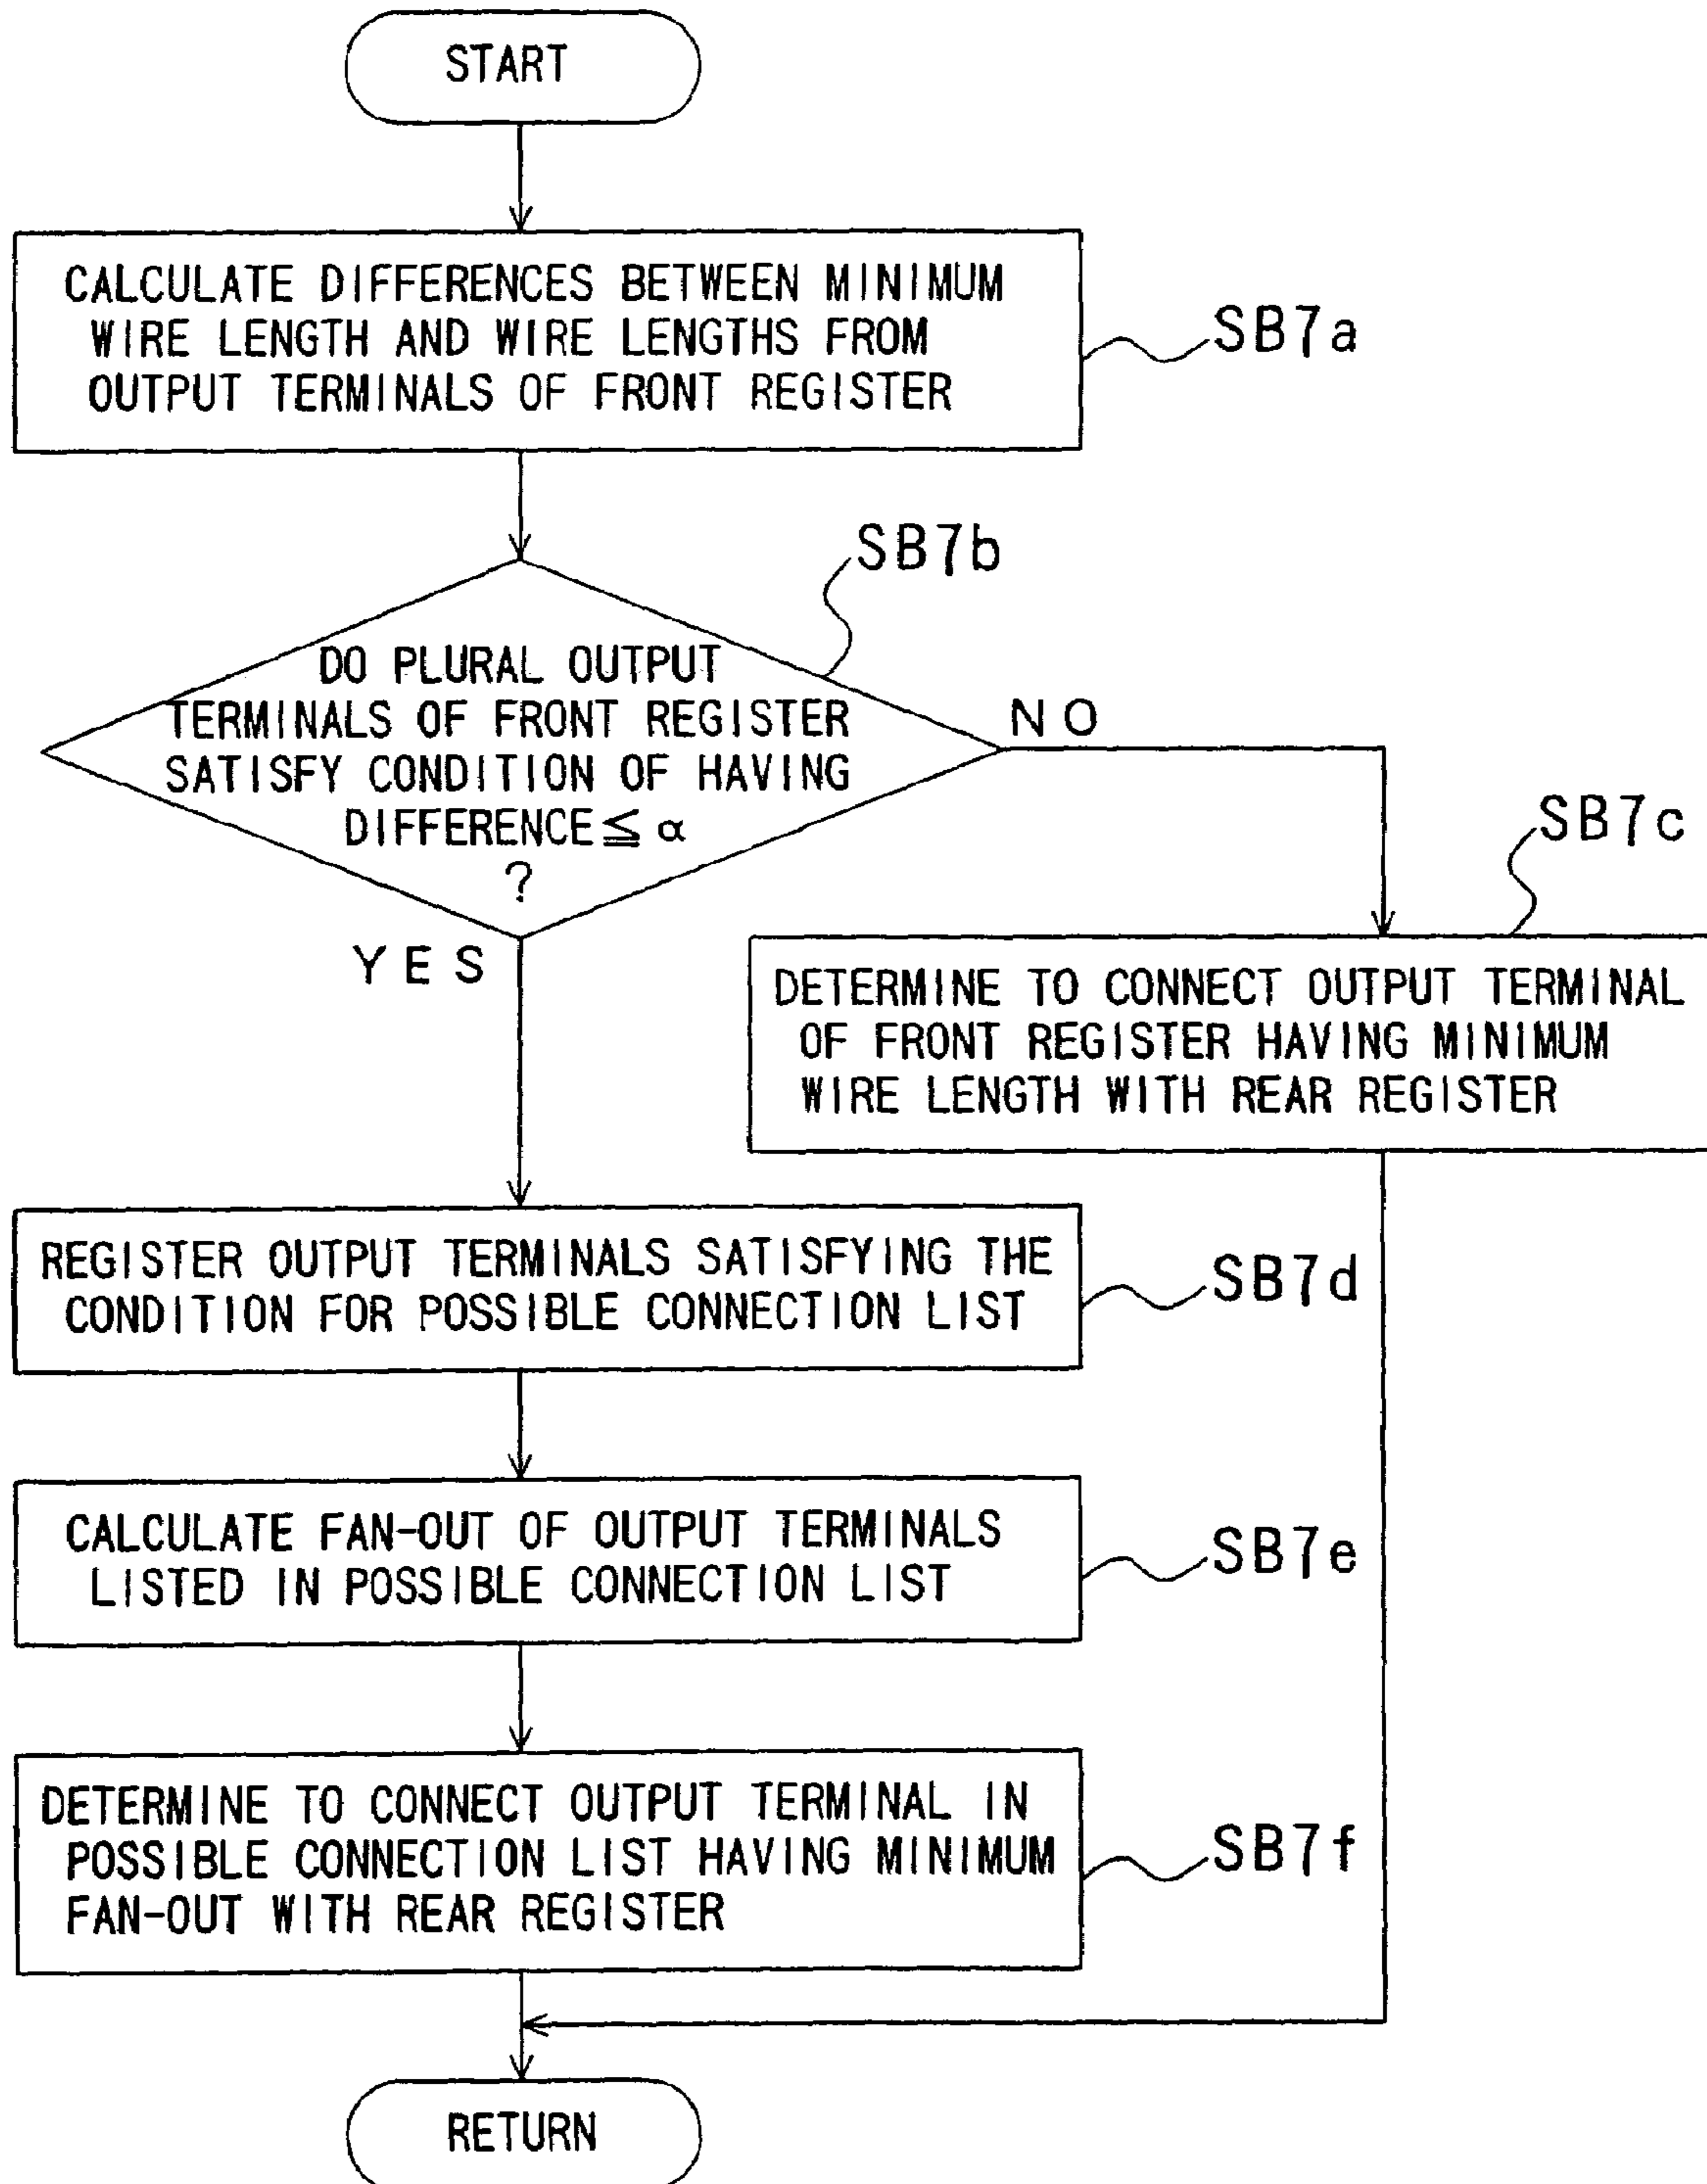 START
CALCULATE DIFFERENCES BETWEEN MINIMUM
WIRE LENGTH AND WIRE LENGTHS FROM
OUTPUT TERMINALS OF FRONT REGISTER
SB7a
SB7b
DO PLURAL OUTPUT
TERMINALS OF FRONT REGISTER
SATISFY CONDITION OF HAVING
DIFFERENCE≦ α
?
NO
YES
SB7c
DETERMINE TO CONNECT OUTPUT TERMINAL
OF FRONT REGISTER HAVING MINIMUM
WIRE LENGTH WITH REAR REGISTER
REGISTER OUTPUT TERMINALS SATISFYING THE
CONDITION FOR POSSIBLE CONNECTION LIST
SB7d
CALCULATE FAN-OUT OF OUTPUT TERMINALS
LISTED IN POSSIBLE CONNECTION LIST
SB7e
DETERMINE TO CONNECT OUTPUT TERMINAL IN
POSSIBLE CONNECTION LIST HAVING MINIMUM
FAN-OUT WITH REAR REGISTER
SB7f
RETURN